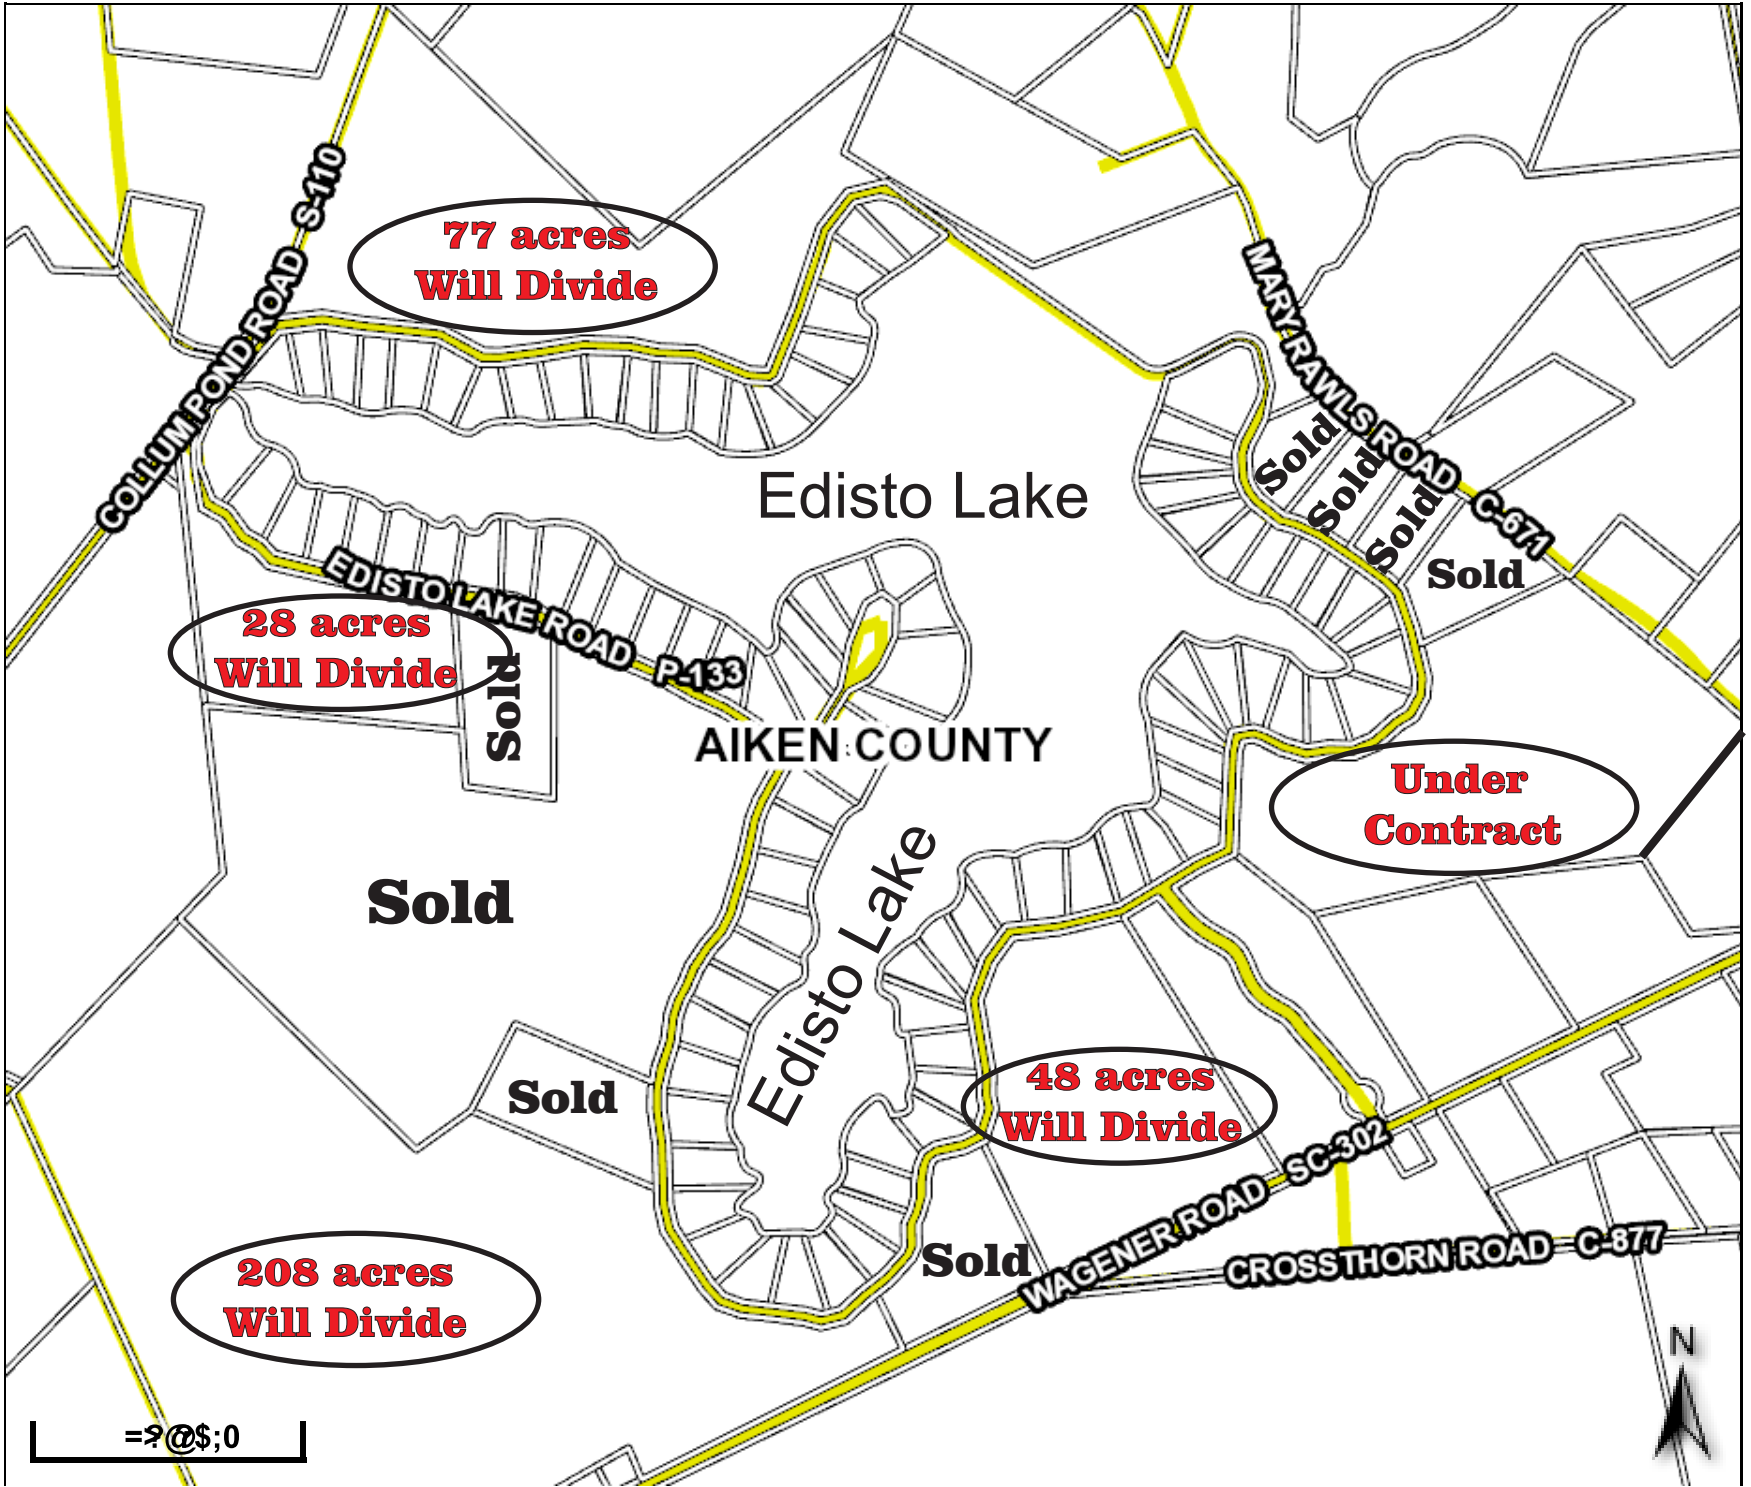 COLLUM POND ROAD S-110
77 acres
Will Divide
MARY RAWLS ROAD C-671
Sold
Sold
Sold
Sold
Edisto Lake
EDISTO LAKE ROAD P-133
28 acres
Will Divide
Sold
AIKEN COUNTY
Under
Contract
Sold
Edisto Lake
Sold
48 acres
Will Divide
WAGENER ROAD SC-302
Sold
CROSSTHORN ROAD C-877
208 acres
Will Divide
N